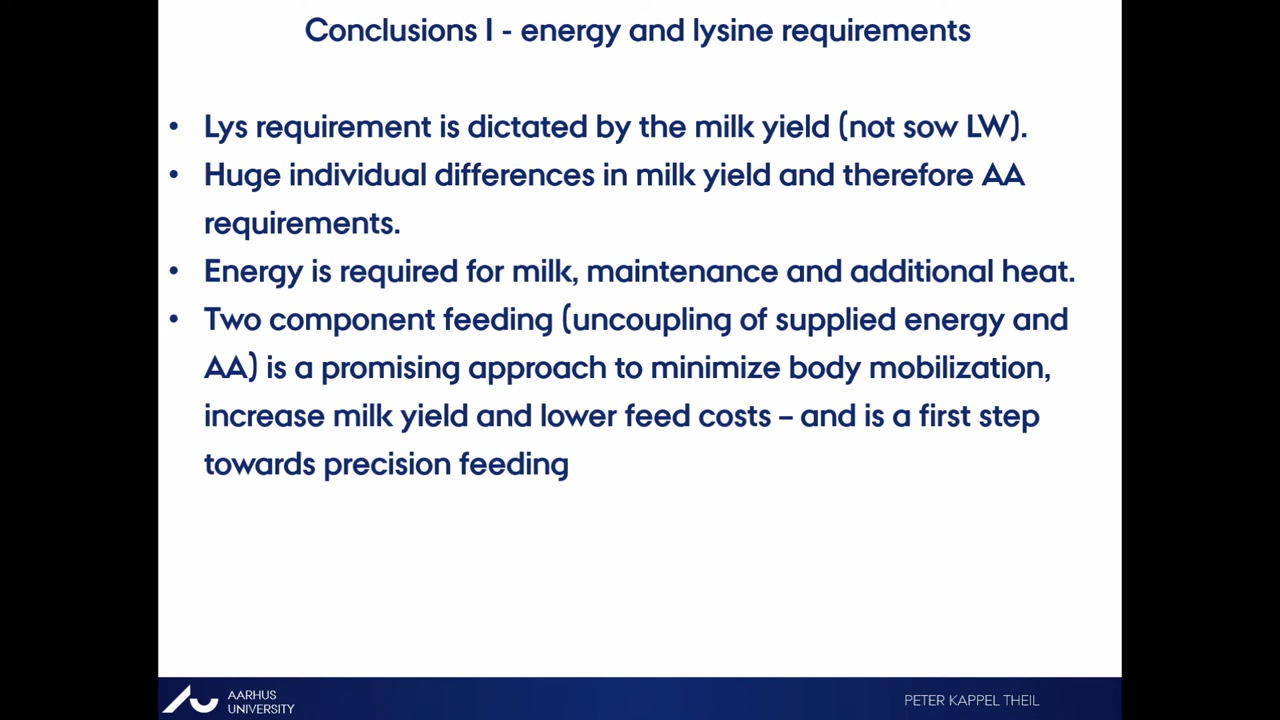 Conclusions I - energy and lysine requirements
• Lys requirement is dictated by the milk yield (not sow LW).
• Huge individual differences in milk yield and therefore AA
requirements.
• Energy is required for milk, maintenance and additional heat.
• Two component feeding (uncoupling of supplied energy and
AA) is a promising approach to minimize body mobilization,
increase milk yield and lower feed costs – and is a first step
towards precision feeding
AARHUS
UNIVERSITY
PETER KAPPEL THEIL